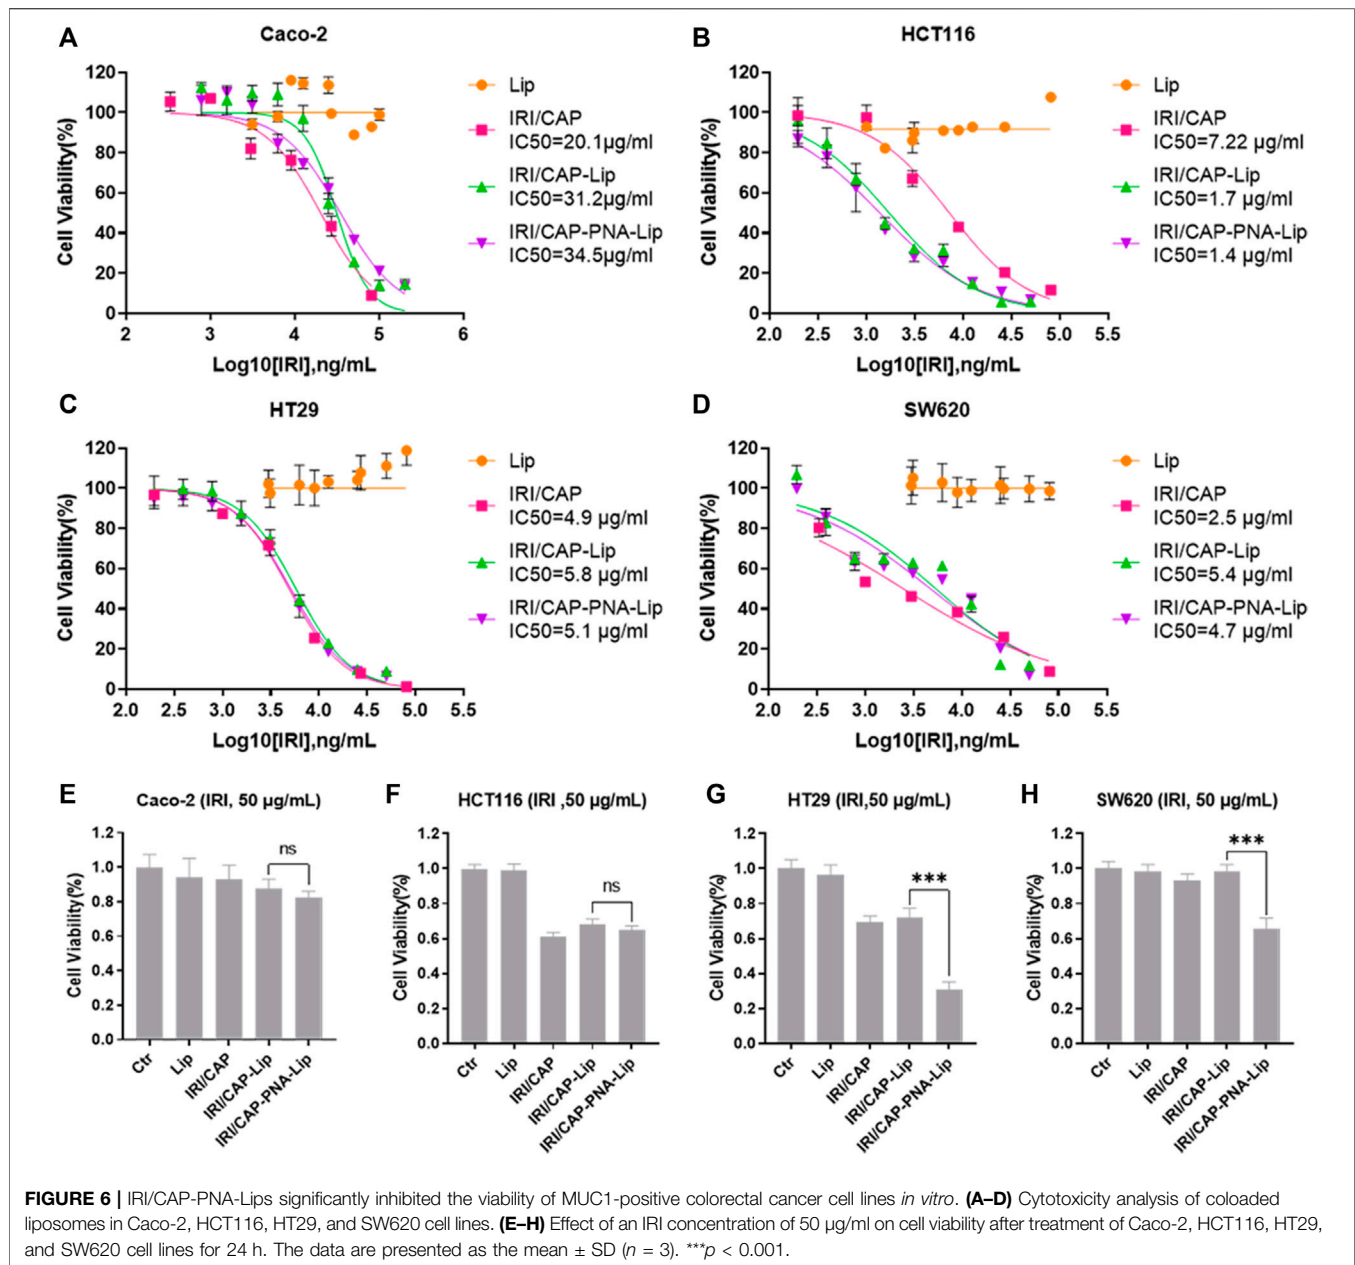 A
Caco-2
Cell Viability(%)
120
100
80
60
40
20
0
2
3
4
5
6
Log10[IRI],ng/mL
Lip
IRI/CAP
IC50=20.1µg/ml
IRI/CAP-Lip
IC50=31.2µg/ml
IRI/CAP-PNA-Lip
IC50=34.5µg/ml
B
HCT116
Cell Viability(%)
120
100
80
60
40
20
0
2.0
2.5
3.0
3.5
4.0
4.5
5.0
5.5
Log10[IRI],ng/mL
Lip
IRI/CAP
IC50=7.22 µg/ml
IRI/CAP-Lip
IC50=1.7 µg/ml
IRI/CAP-PNA-Lip
IC50=1.4 µg/ml
C
HT29
Cell Viability(%)
120
100
80
60
40
20
0
2.0
2.5
3.0
3.5
4.0
4.5
5.0
5.5
Log10[IRI],ng/mL
Lip
IRI/CAP
IC50=4.9 µg/ml
IRI/CAP-Lip
IC50=5.8 µg/ml
IRI/CAP-PNA-Lip
IC50=5.1 µg/ml
D
SW620
Cell Viability(%)
120
100
80
60
40
20
0
2.0
2.5
3.0
3.5
4.0
4.5
5.0
5.5
Log10[IRI],ng/mL
Lip
IRI/CAP
IC50=2.5 µg/ml
IRI/CAP-Lip
IC50=5.4 µg/ml
IRI/CAP-PNA-Lip
IC50=4.7 µg/ml
E
Caco-2 (IRI, 50 µg/mL)
Cell Viability(%)
1.2
1.0
0.8
0.6
0.4
0.2
0.0
ns
Ctr
Lip
IRI/CAP
IRI/CAP-Lip
IRI/CAP-PNA-Lip
F
HCT116 (IRI ,50 µg/mL)
Cell Viability(%)
1.2
1.0
0.8
0.6
0.4
0.2
0.0
ns
Ctr
Lip
IRI/CAP
IRI/CAP-Lip
IRI/CAP-PNA-Lip
G
HT29 (IRI,50 µg/mL)
Cell Viability(%)
1.2
1.0
0.8
0.6
0.4
0.2
0.0
***
Ctr
Lip
IRI/CAP
IRI/CAP-Lip
IRI/CAP-PNA-Lip
H
SW620 (IRI, 50 µg/mL)
Cell Viability(%)
1.2
1.0
0.8
0.6
0.4
0.2
0.0
***
Ctr
Lip
IRI/CAP
IRI/CAP-Lip
IRI/CAP-PNA-Lip
FIGURE 6 | IRI/CAP-PNA-Lips significantly inhibited the viability of MUC1-positive colorectal cancer cell lines in vitro. (A–D) Cytotoxicity analysis of coloaded
liposomes in Caco-2, HCT116, HT29, and SW620 cell lines. (E–H) Effect of an IRI concentration of 50 µg/ml on cell viability after treatment of Caco-2, HCT116, HT29,
and SW620 cell lines for 24 h. The data are presented as the mean ± SD (n = 3). ***p < 0.001.